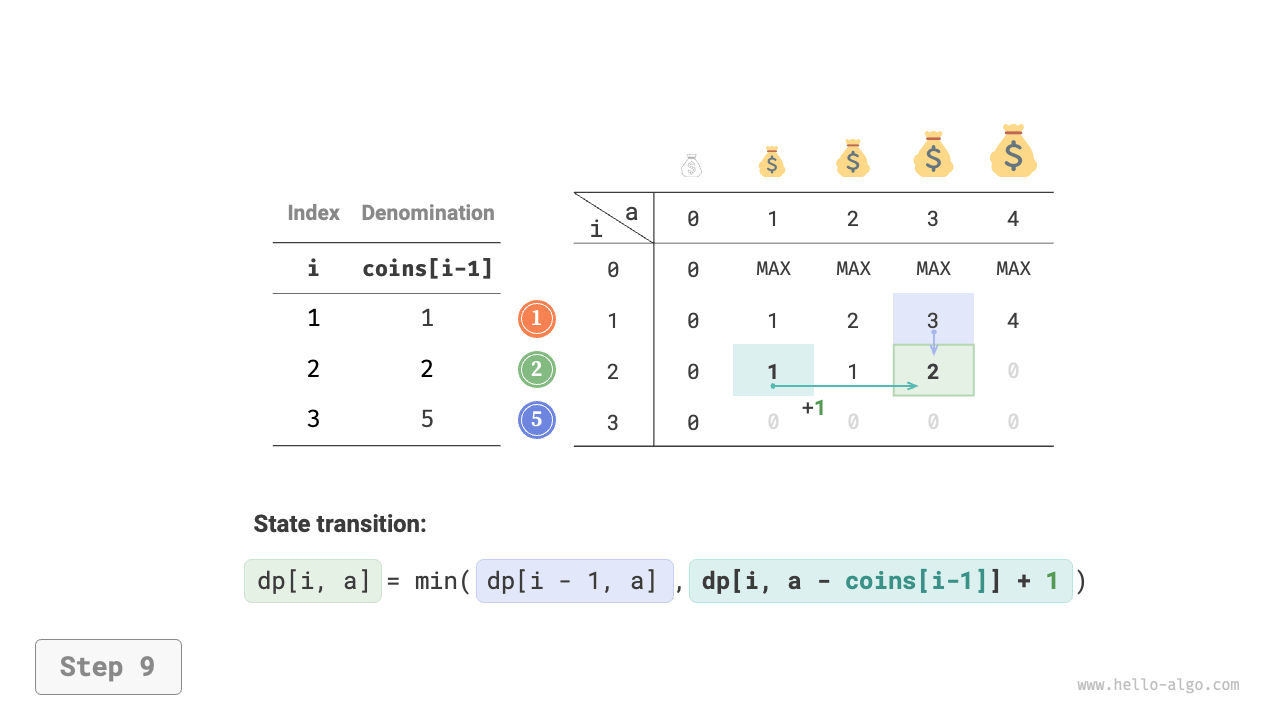 Index Denomination
i coins[i-1]
1 1 1
2 2 2
3 5 5
$ $ $ $ $
i a 0 1 2 3 4
0 0 MAX MAX MAX MAX
1 0 1 2 3 4
2 0 1 1 2 0
+1
3 0 0 0 0 0
State transition:
dp[i, a] = min( dp[i - 1, a] , dp[i, a - coins[i-1]] + 1 )
Step 9
www.hello-algo.com